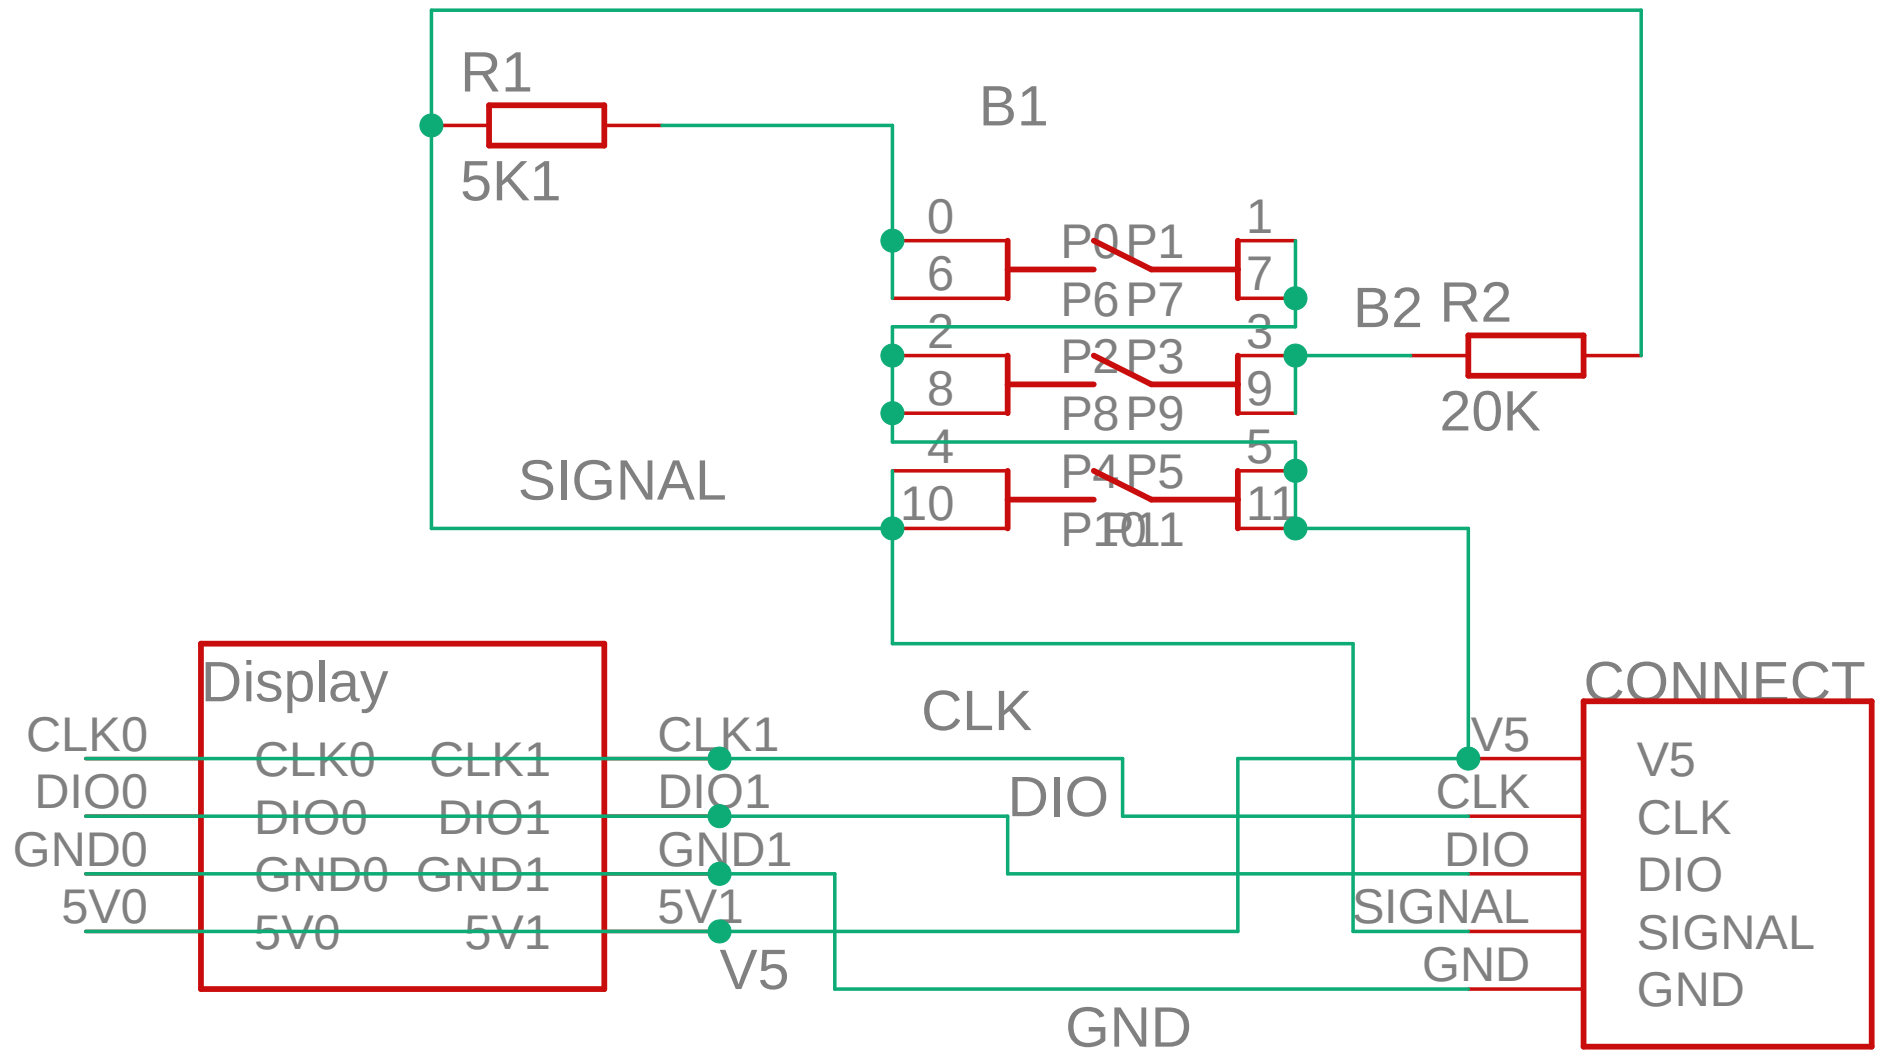 R1
B1
5K1
0
P0 P1
1
6
P6 P7
7
B2
R2
2
P2 P3
3
8
P8 P9
9
20K
4
P4 P5
5
SIGNAL
10
P10 P11
11
Display
CLK
CONNECT
CLK0
CLK0
CLK1
CLK1
V5
V5
DIO0
DIO0
DIO1
DIO1
DIO
CLK
CLK
GND0
GND0
GND1
GND1
DIO
DIO
5V0
5V0
5V1
5V1
SIGNAL
SIGNAL
V5
GND
GND
GND